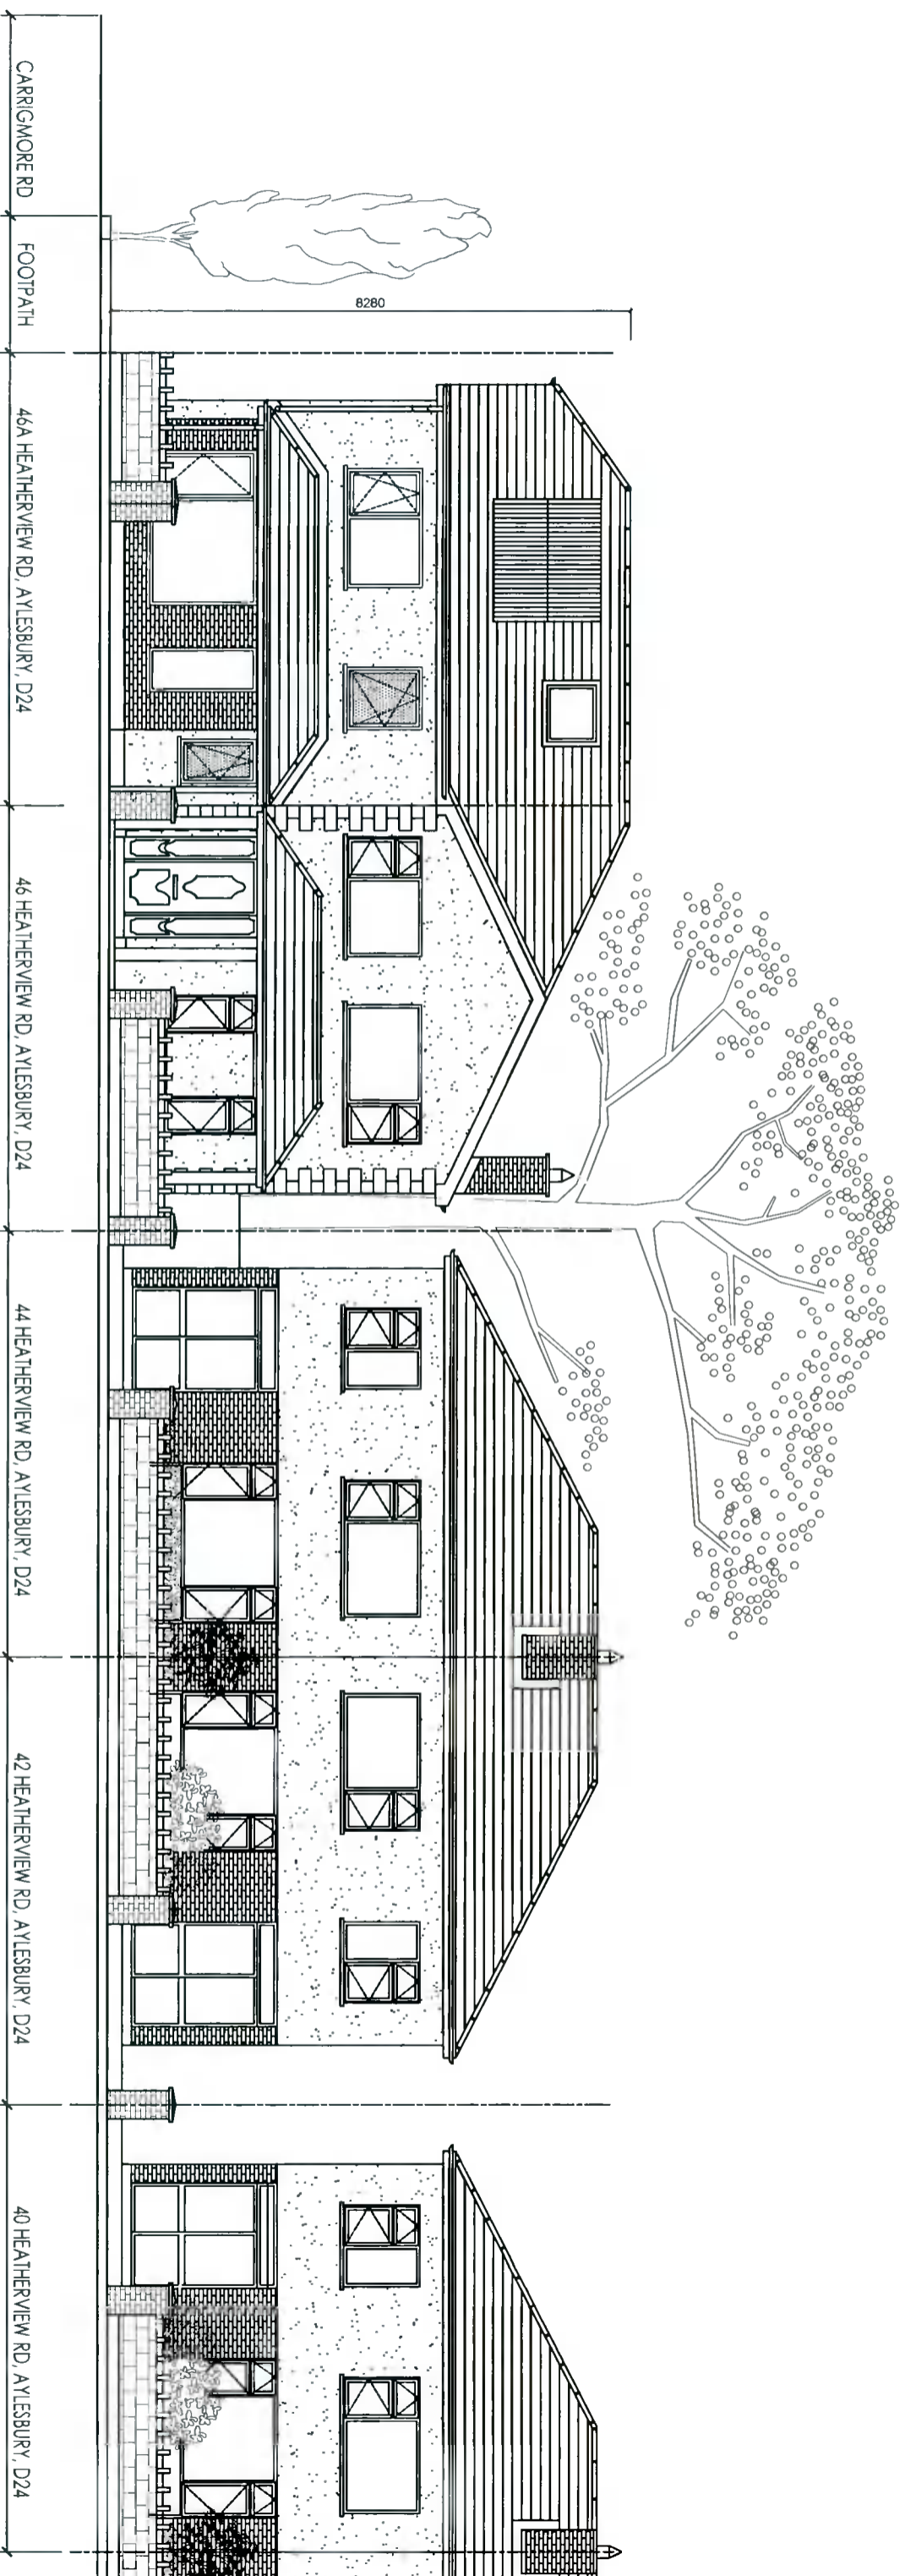 CARRIGMORE RD
FOOTPATH
8280
46A HEATHERVIEW RD, AYLESBURY, D24
46 HEATHERVIEW RD, AYLESBURY, D24
44 HEATHERVIEW RD, AYLESBURY, D24
42 HEATHERVIEW RD, AYLESBURY, D24
40 HEATHERVIEW RD, AYLESBURY, D24